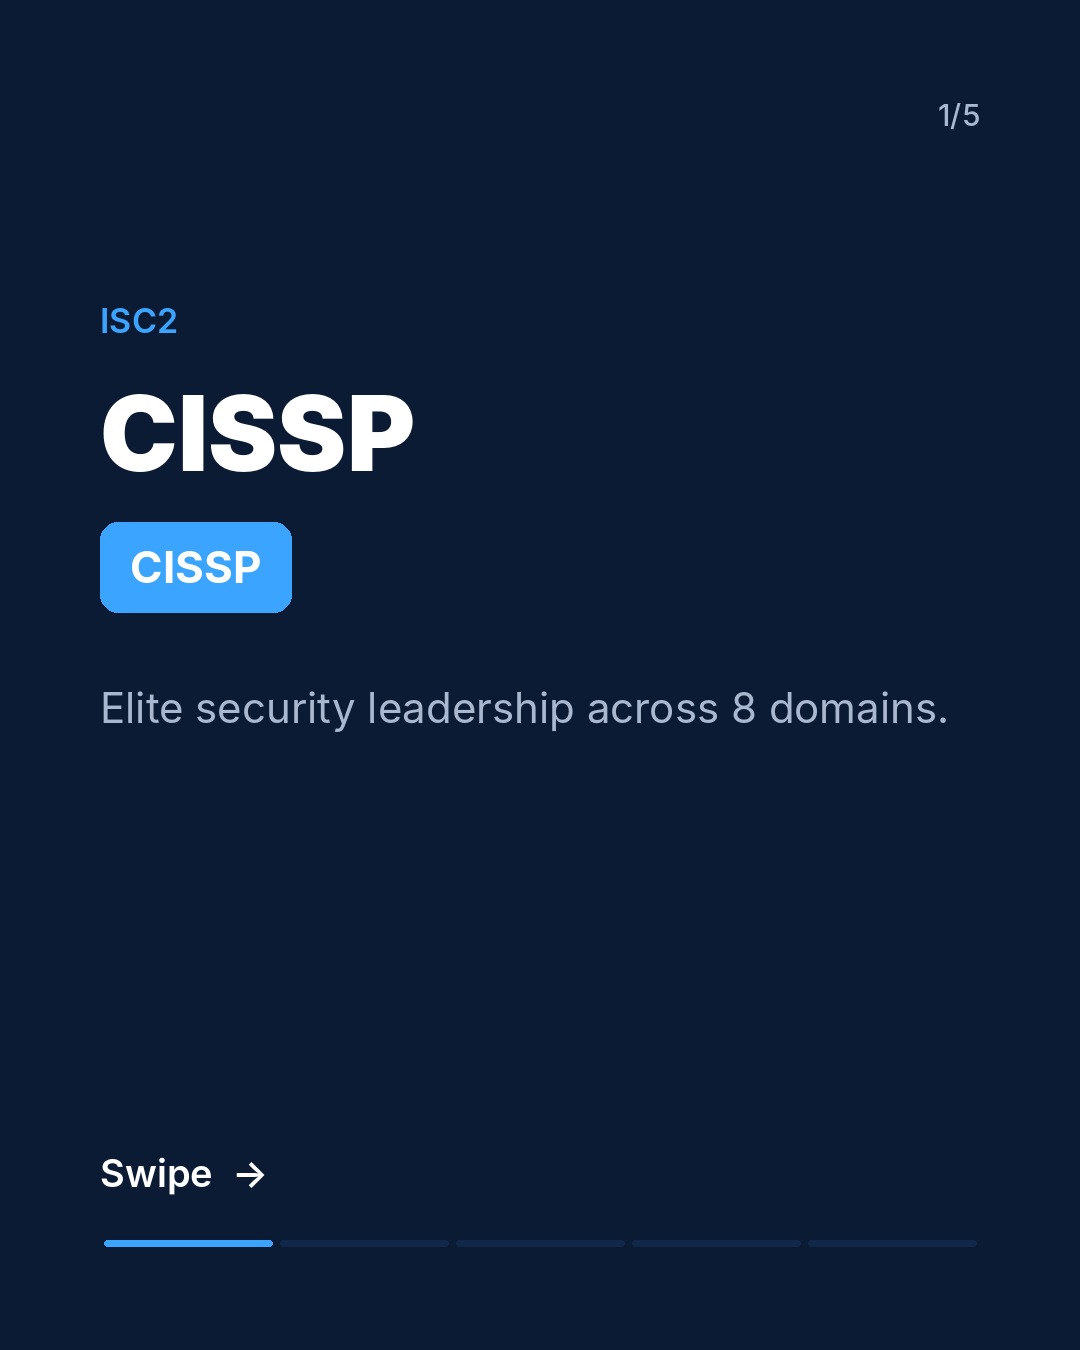 1/5
ISC2
CISSP
CISSP
Elite security leadership across 8 domains.
Swipe →